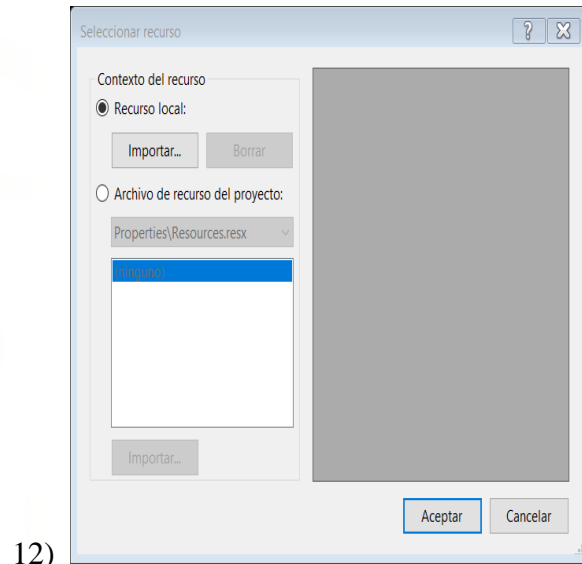 Seleccionar recurso
Contexto del recurso
Recurso local:
Importar... Borrar
Archivo de recurso del proyecto:
Properties\Resources.resx
(ninguno)
Importar...
Aceptar Cancelar
12)